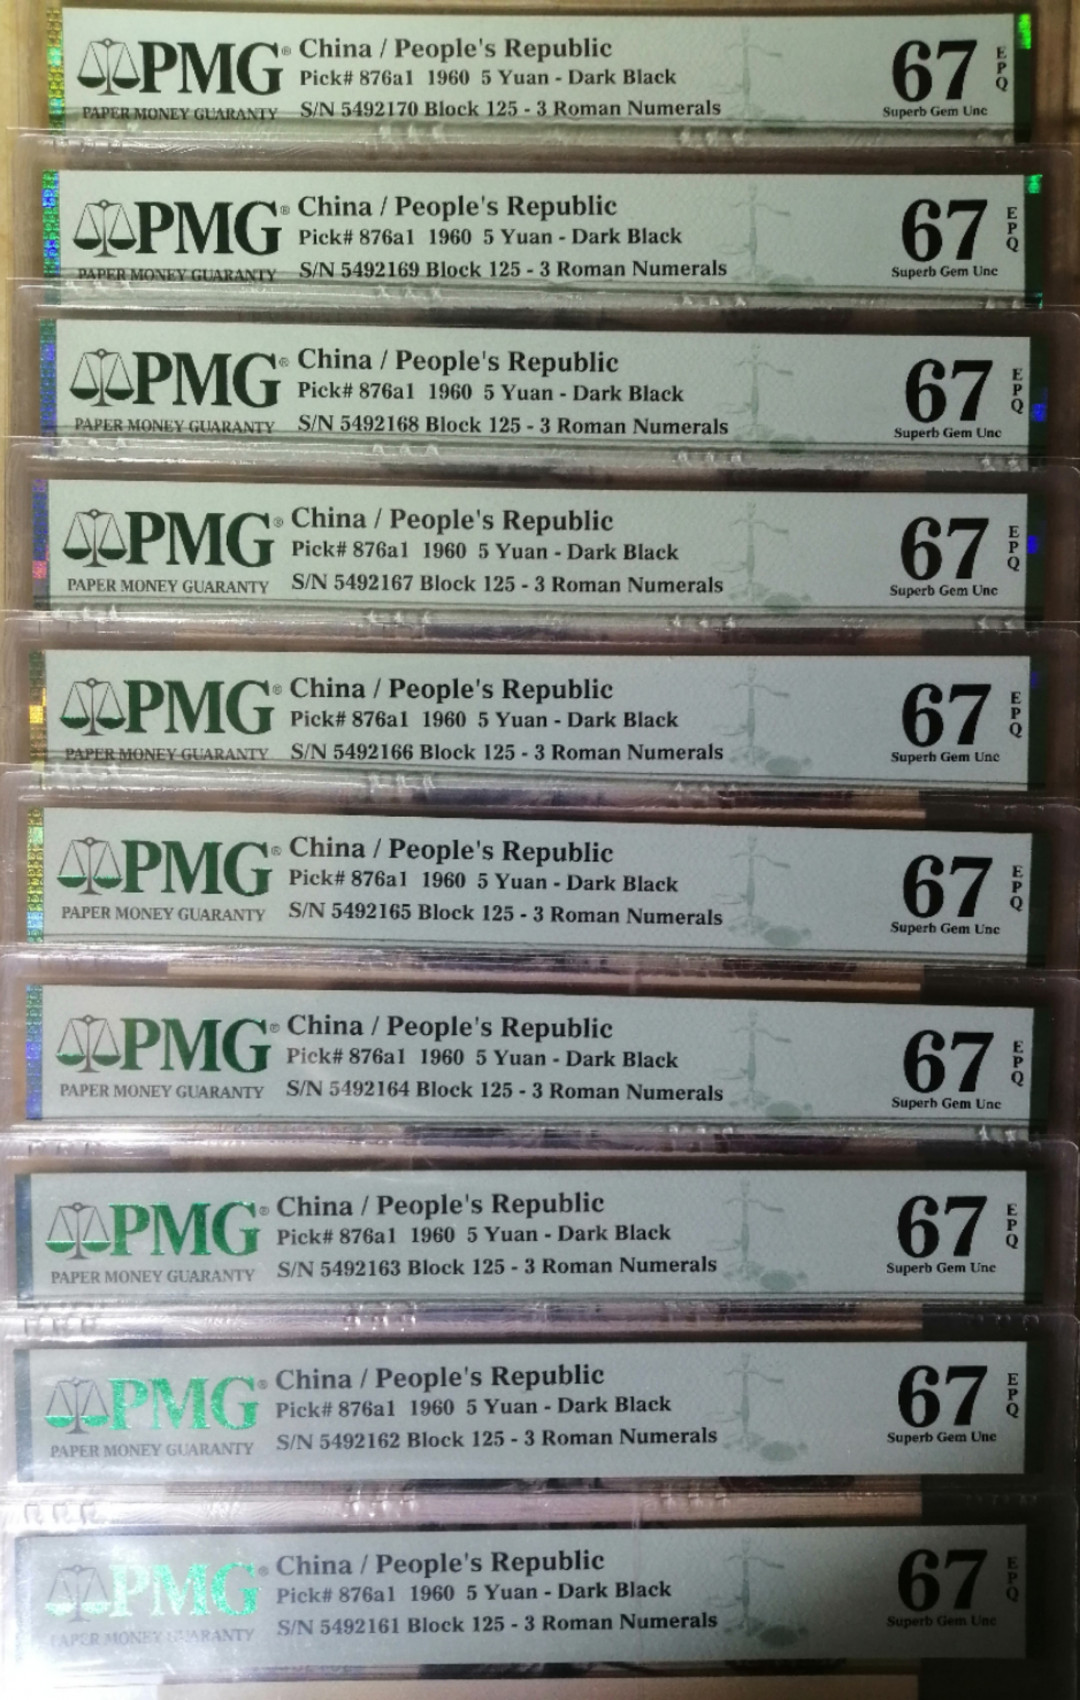 PMG® China / People's Republic 67 EPQ
Pick# 876a1 1960 5 Yuan - Dark Black
PAPER MONEY GUARANTY S/N 5492170 Block 125 - 3 Roman Numerals Superb Gem Unc
PMG® China / People's Republic 67 EPQ
Pick# 876a1 1960 5 Yuan - Dark Black
PAPER MONEY GUARANTY S/N 5492169 Block 125 - 3 Roman Numerals Superb Gem Unc
PMG® China / People's Republic 67 EPQ
Pick# 876a1 1960 5 Yuan - Dark Black
PAPER MONEY GUARANTY S/N 5492168 Block 125 - 3 Roman Numerals Superb Gem Unc
PMG® China / People's Republic 67 EPQ
Pick# 876a1 1960 5 Yuan - Dark Black
PAPER MONEY GUARANTY S/N 5492167 Block 125 - 3 Roman Numerals Superb Gem Unc
PMG® China / People's Republic 67 EPQ
Pick# 876a1 1960 5 Yuan - Dark Black
PAPER MONEY GUARANTY S/N 5492166 Block 125 - 3 Roman Numerals Superb Gem Unc
PMG® China / People's Republic 67 EPQ
Pick# 876a1 1960 5 Yuan - Dark Black
PAPER MONEY GUARANTY S/N 5492165 Block 125 - 3 Roman Numerals Superb Gem Unc
PMG® China / People's Republic 67 EPQ
Pick# 876a1 1960 5 Yuan - Dark Black
PAPER MONEY GUARANTY S/N 5492164 Block 125 - 3 Roman Numerals Superb Gem Unc
PMG® China / People's Republic 67 EPQ
Pick# 876a1 1960 5 Yuan - Dark Black
PAPER MONEY GUARANTY S/N 5492163 Block 125 - 3 Roman Numerals Superb Gem Unc
PMG® China / People's Republic 67 EPQ
Pick# 876a1 1960 5 Yuan - Dark Black
PAPER MONEY GUARANTY S/N 5492162 Block 125 - 3 Roman Numerals Superb Gem Unc
PMG® China / People's Republic 67 EPQ
Pick# 876a1 1960 5 Yuan - Dark Black
PAPER MONEY GUARANTY S/N 5492161 Block 125 - 3 Roman Numerals Superb Gem Unc